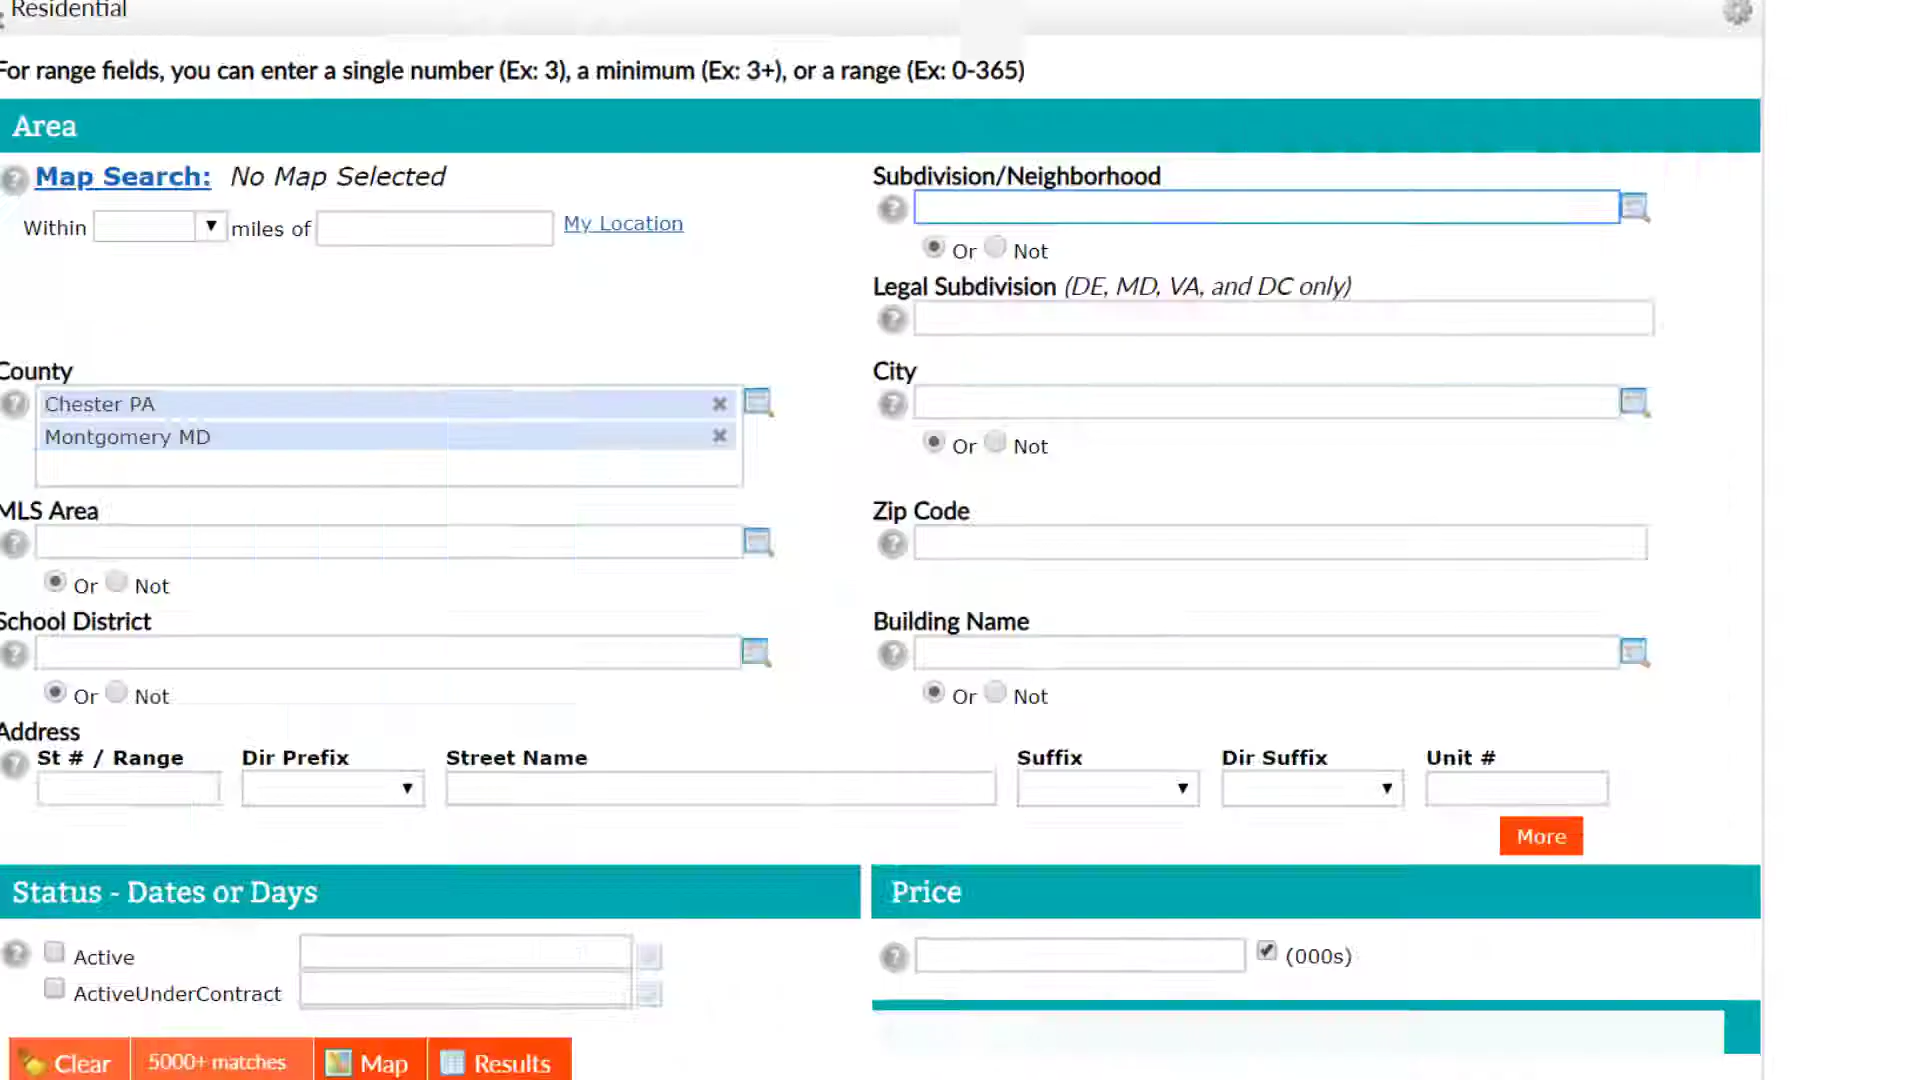 Residential
For range fields, you can enter a single number (Ex: 3), a minimum (Ex: 3+), or a range (Ex: 0-365)
Area
Map Search: No Map Selected
Within miles of My Location
Subdivision/Neighborhood
Or Not
Legal Subdivision (DE, MD, VA, and DC only)
County
Chester PA
Montgomery MD
City
Or Not
MLS Area
Or Not
Zip Code
School District
Or Not
Building Name
Or Not
Address
St # / Range Dir Prefix Street Name Suffix Dir Suffix Unit #
More
Status - Dates or Days
Active
ActiveUnderContract
Price
(000s)
Clear 5000+ matches Map Results